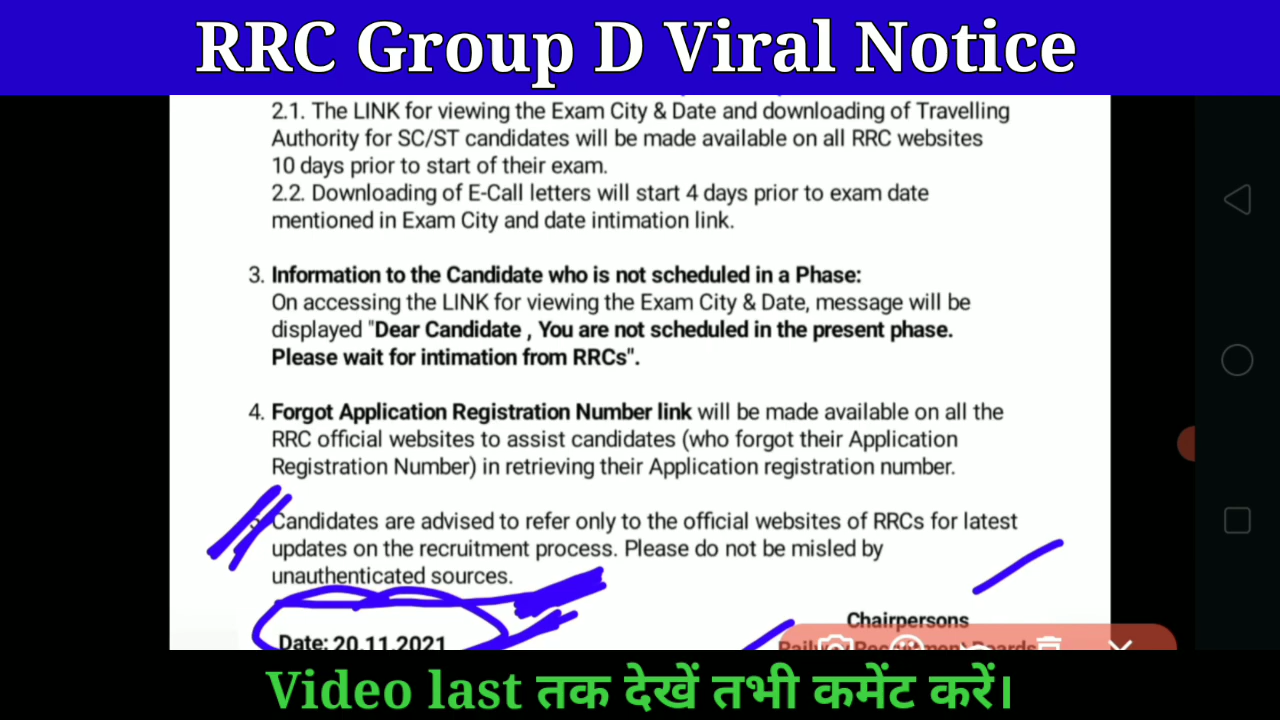 RRC Group D Viral Notice
2.1. The LINK for viewing the Exam City & Date and downloading of Travelling
Authority for SC/ST candidates will be made available on all RRC websites
10 days prior to start of their exam.
2.2. Downloading of E-Call letters will start 4 days prior to exam date
mentioned in Exam City and date intimation link.
3. Information to the Candidate who is not scheduled in a Phase:
On accessing the LINK for viewing the Exam City & Date, message will be
displayed "Dear Candidate , You are not scheduled in the present phase.
Please wait for intimation from RRCs".
4. Forgot Application Registration Number link will be made available on all the
RRC official websites to assist candidates (who forgot their Application
Registration Number) in retrieving their Application registration number.
Candidates are advised to refer only to the official websites of RRCs for latest
updates on the recruitment process. Please do not be misled by
unauthenticated sources.
Chairpersons
Date: 20.11.2021
Video last तक देखें तभी कमेंट करें।